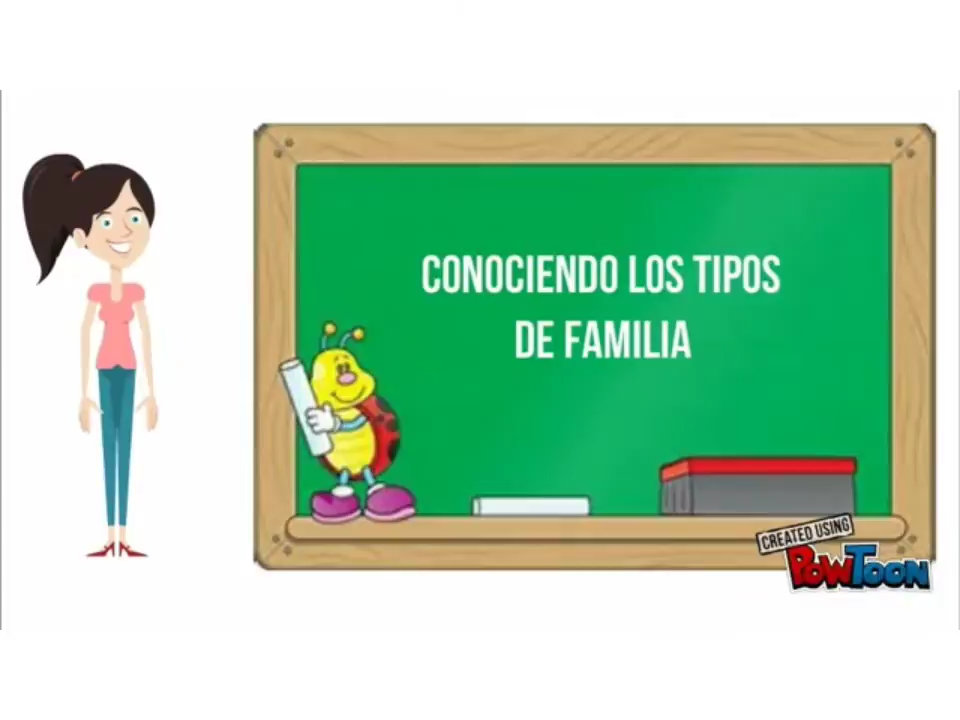 CONOCIENDO LOS TIPOS
DE FAMILIA
CREATED USING
POWTOON